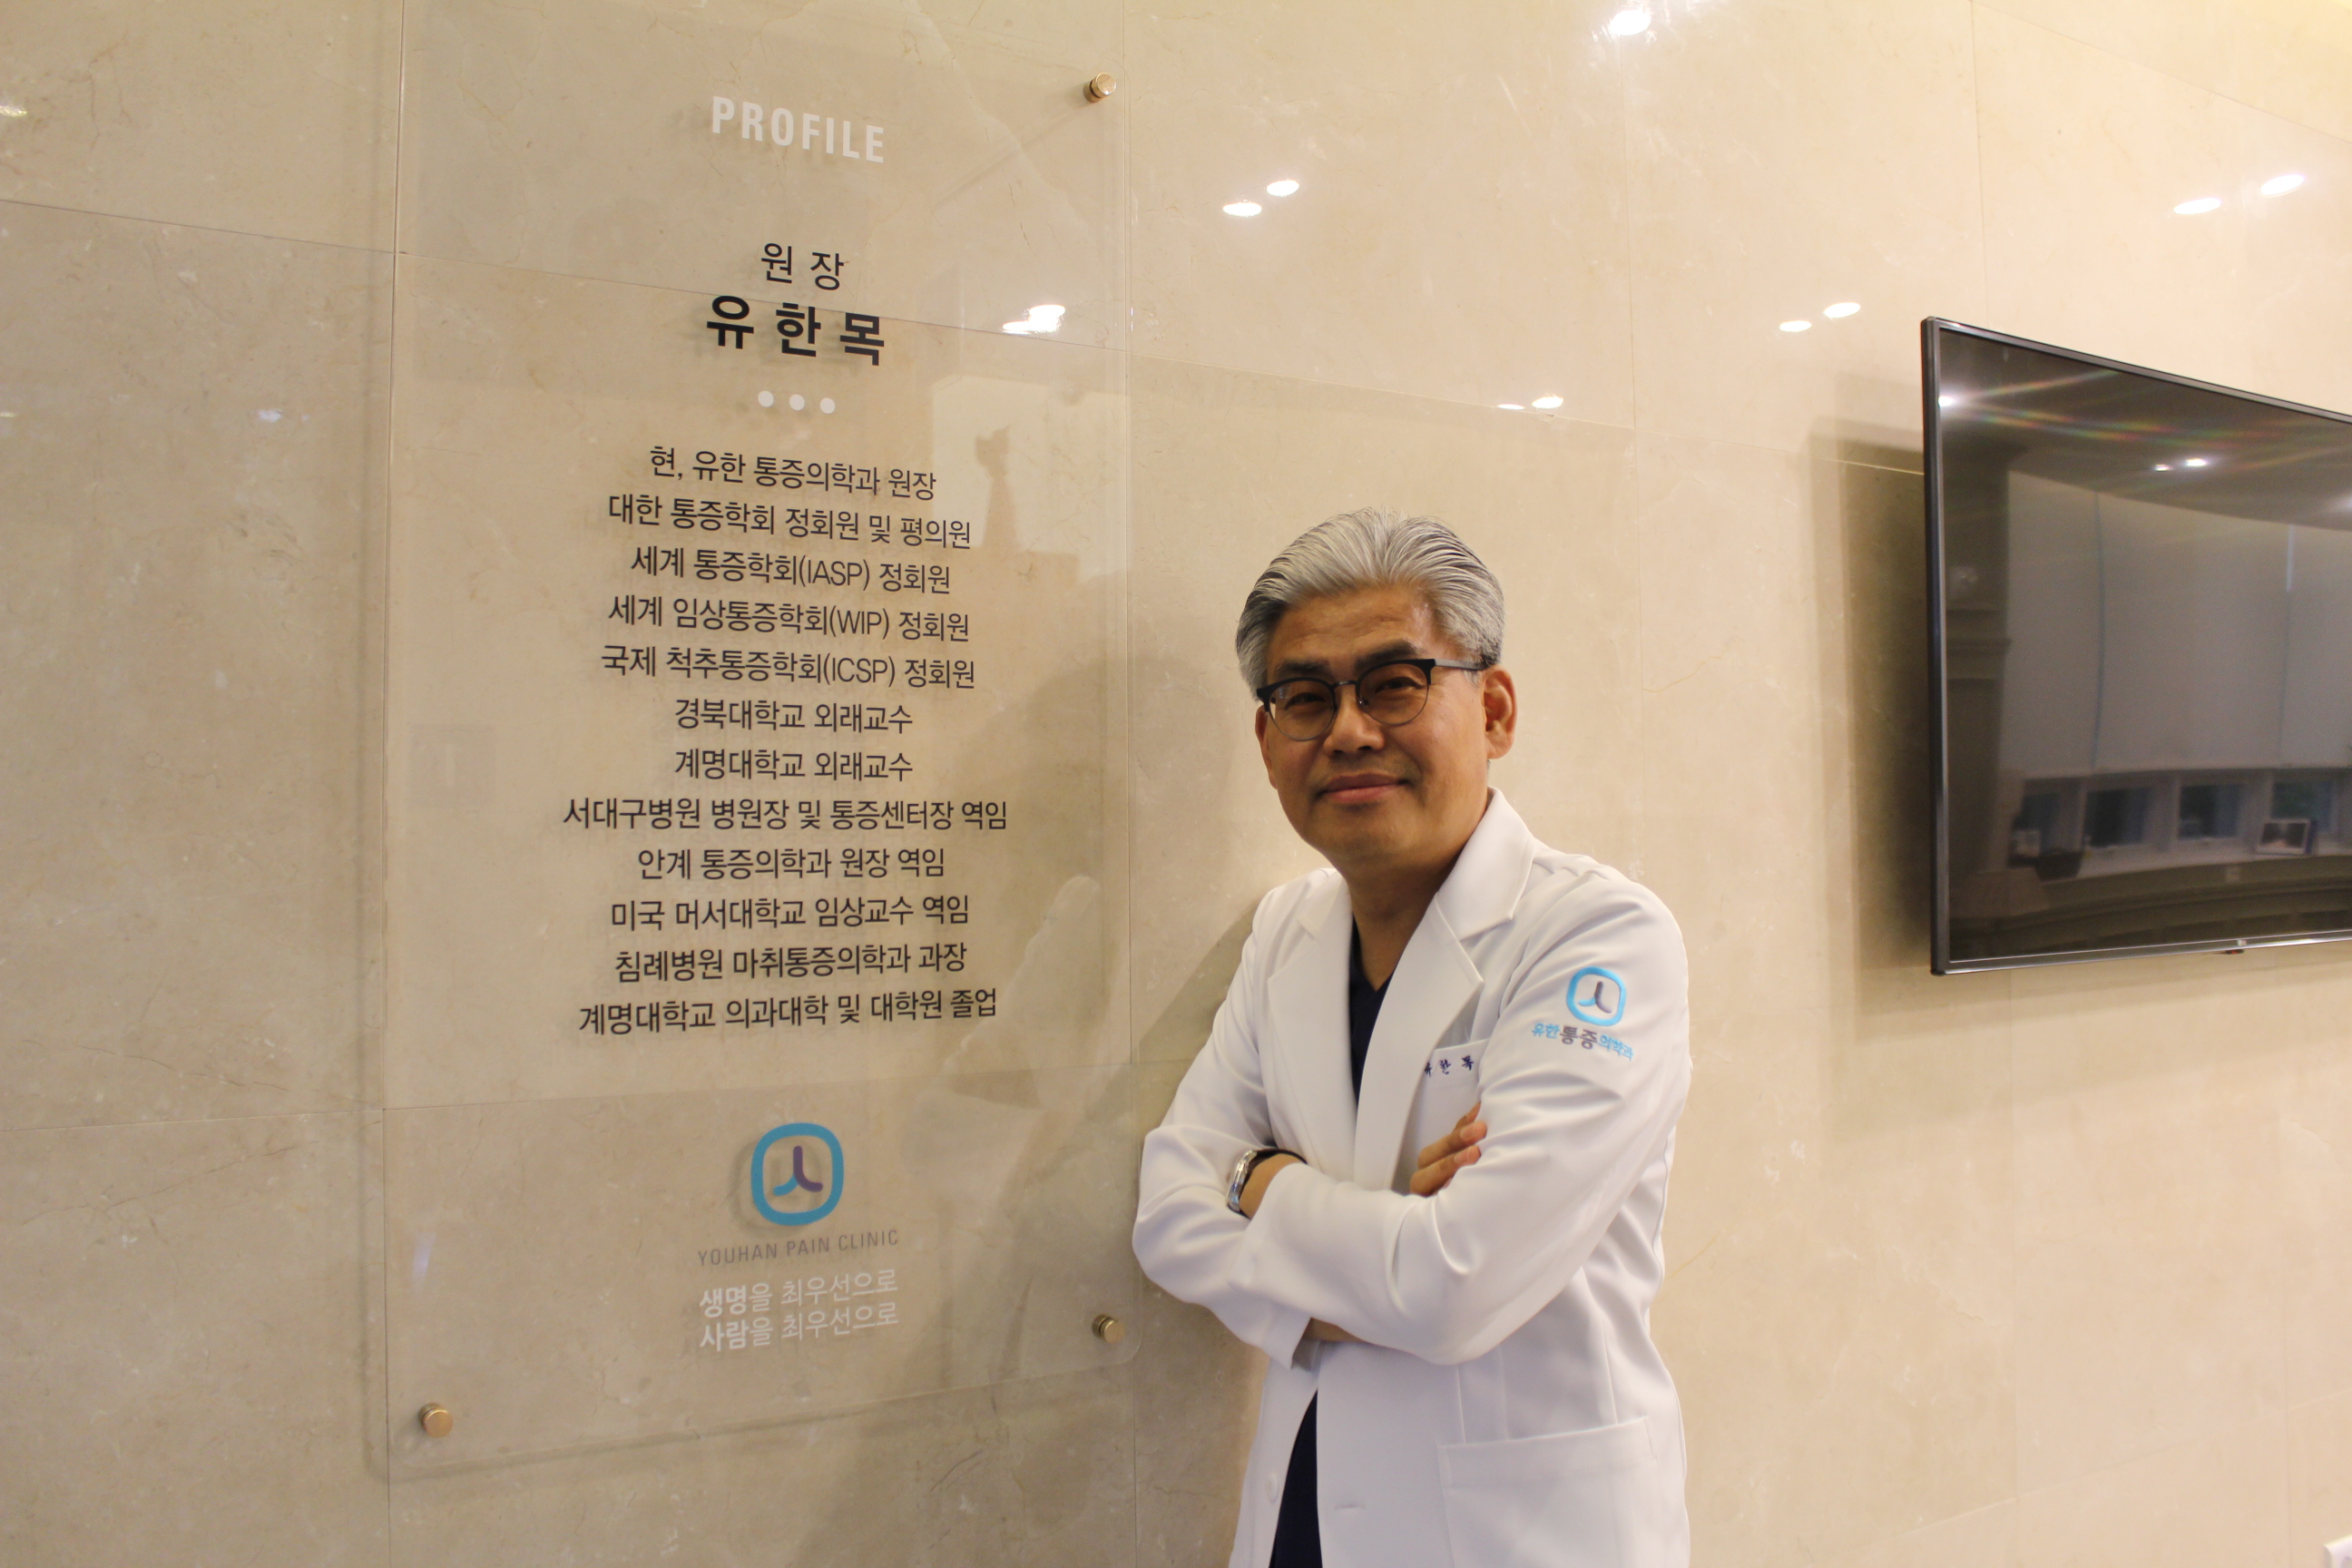 PROFILE
원 장
유 한 목
현, 유한 통증의학과 원장
대한 통증학회 정회원 및 평의원
세계 통증학회(IASP) 정회원
세계 임상통증학회(WIP) 정회원
국제 척추통증학회(ICSP) 정회원
경북대학교 외래교수
계명대학교 외래교수
서대구병원 병원장 및 통증센터장 역임
안계 통증의학과 원장 역임
미국 머서대학교 임상교수 역임
침례병원 마취통증의학과 과장
계명대학교 의과대학 및 대학원 졸업
YOUHAN PAIN CLINIC
생명을 최우선으로
사람을 최우선으로
유한통증의학과
유 한 목